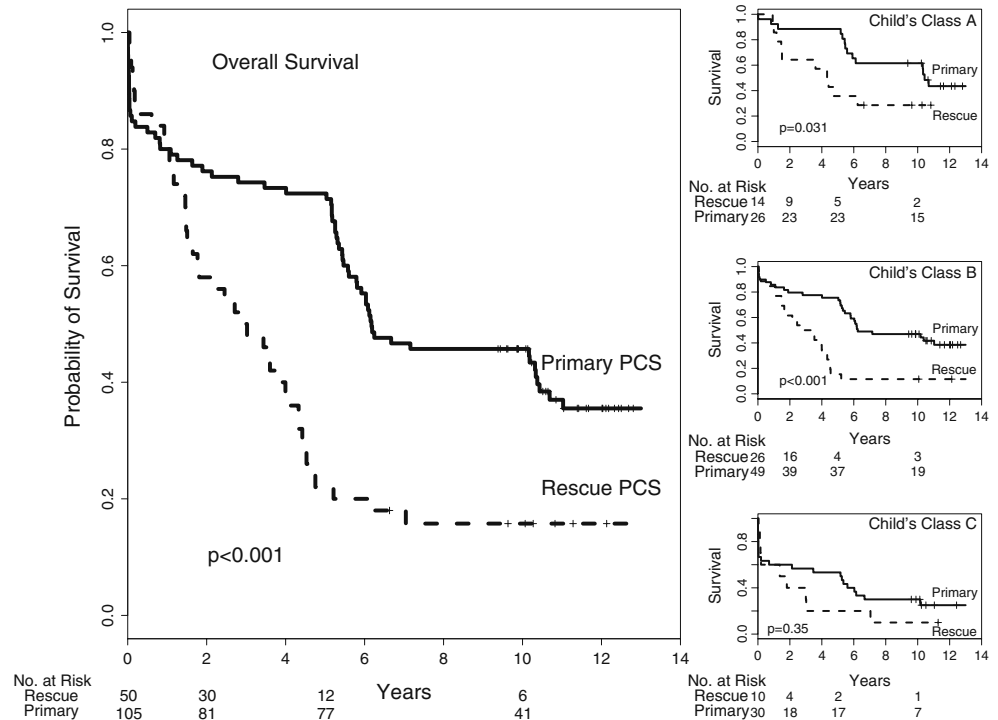 Overall Survival
Probability of Survival
1.0
0.8
0.6
0.4
0.2
0.0
Primary PCS
Rescue PCS
p<0.001
0 2 4 6 8 10 12 14
Years
No. at Risk
Rescue 50 30 12 6
Primary 105 81 77 41
Child's Class A
Survival
1.0
0.8
0.6
0.4
0.2
0.0
Primary
Rescue
p=0.031
0 2 4 6 8 10 12 14
Years
No. at Risk
Rescue 14 9 5 2
Primary 26 23 23 15
Child's Class B
Survival
1.0
0.8
0.6
0.4
0.2
0.0
Primary
Rescue
p<0.001
0 2 4 6 8 10 12 14
Years
No. at Risk
Rescue 26 16 4 3
Primary 49 39 37 19
Child's Class C
Survival
0.8
0.4
0.0
Primary
Rescue
p=0.35
0 2 4 6 8 10 12 14
Years
No. at Risk
Rescue 10 4 2 1
Primary 30 18 17 7